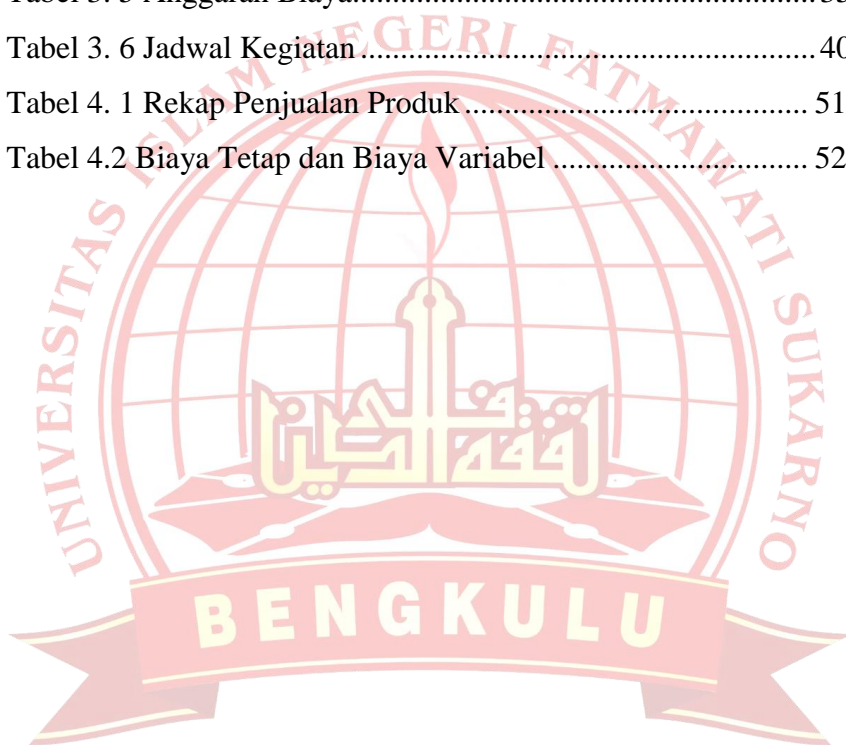 Tabel 3. 6 Jadwal Kegiatan ........................................................ 40
Tabel 4. 1 Rekap Penjualan Produk .......................................... 51
Tabel 4.2 Biaya Tetap dan Biaya Variabel ............................... 52
UNIVERSITAS ISLAM NEGERI FATMAWATI SUKARNO
BENGKULU